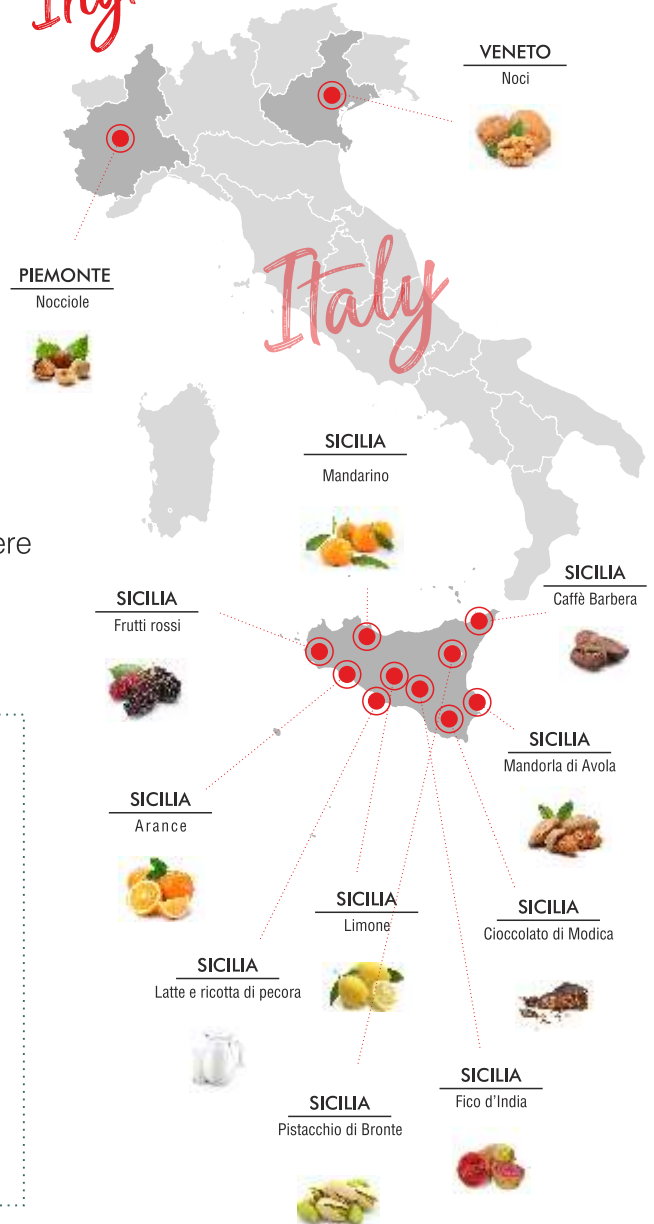 VENETO
Noci
PIEMONTE
Nocciole
Italy
SICILIA
Mandarino
SICILIA
Caffè Barbera
SICILIA
Frutti rossi
SICILIA
Mandorla di Avola
SICILIA
Arance
SICILIA
Limone
SICILIA
Cioccolato di Modica
SICILIA
Latte e ricotta di pecora
SICILIA
Fico d'India
SICILIA
Pistacchio di Bronte